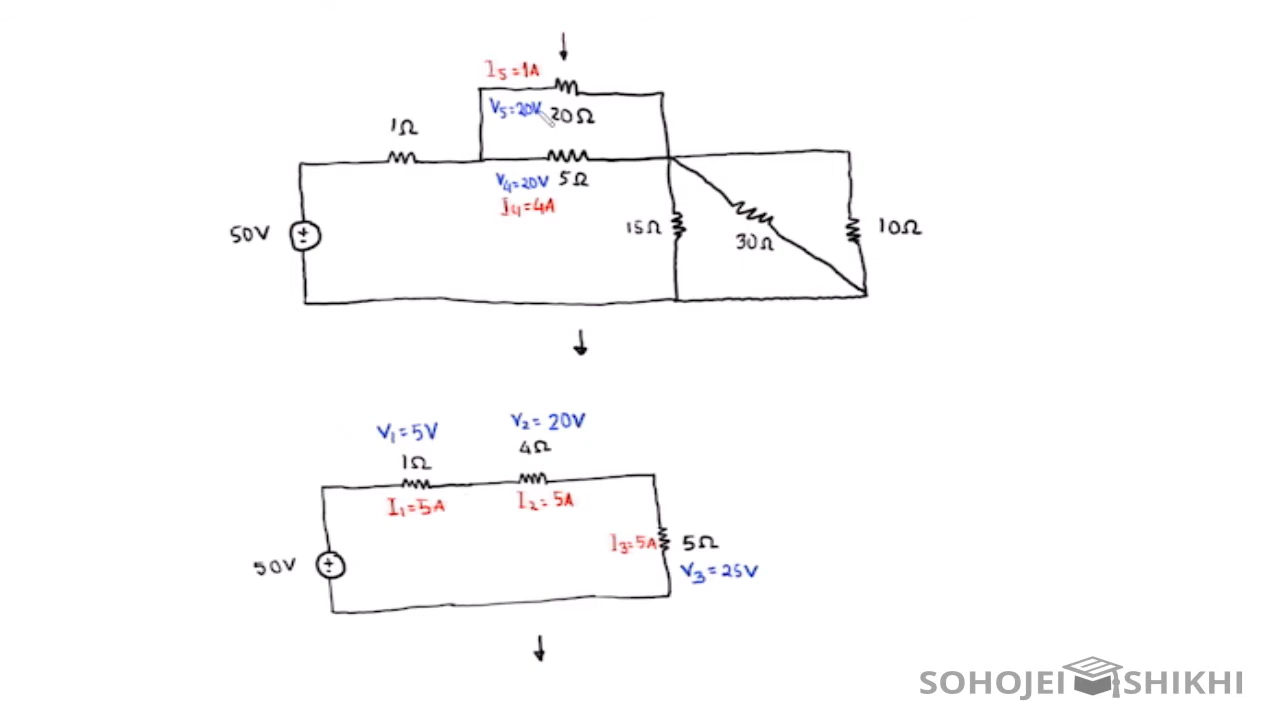 I5=1A
V5=20V 20Ω
1Ω
V4=20V 5Ω
I4=4A
50V
15Ω
30Ω
10Ω
V1=5V
V2= 20V
1Ω
4Ω
I1=5A
I2= 5A
50V
I3=5A 5Ω
V3=25V
SOHOJEI SHIKHI